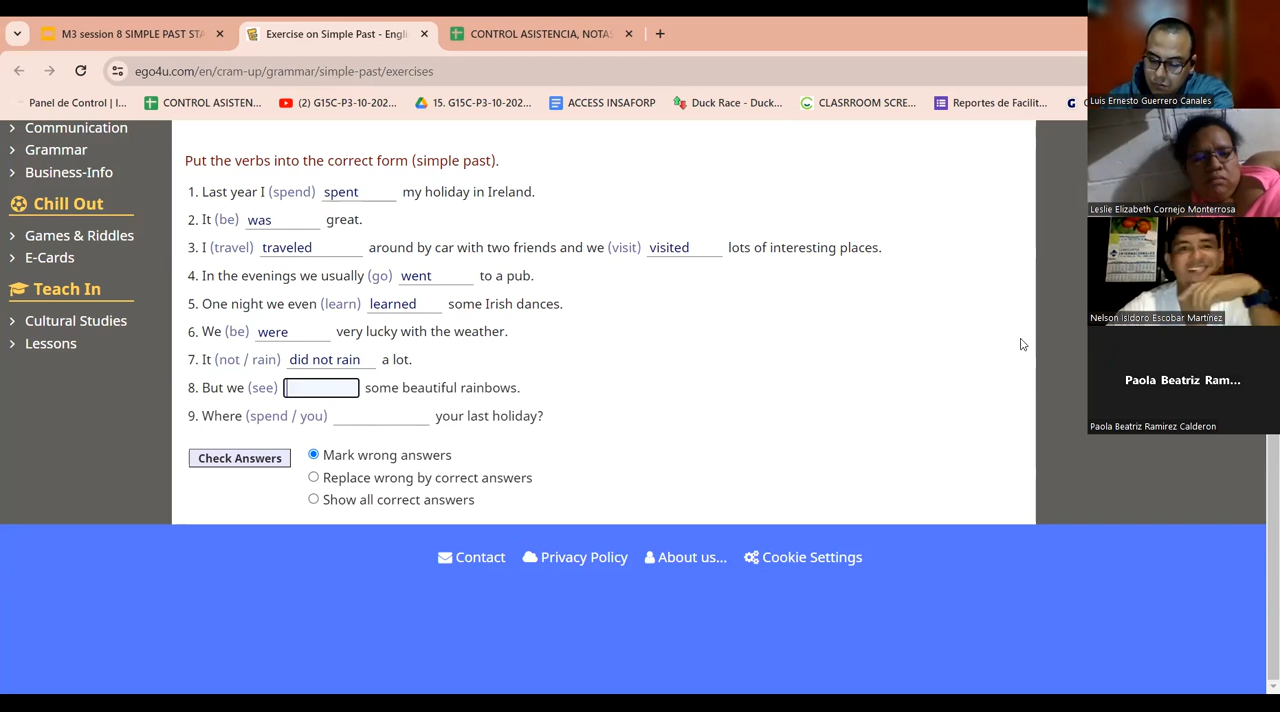 M3 session 8 SIMPLE PAST STA
Exercise on Simple Past - Engli
CONTROL ASISTENCIA, NOTAS
ego4u.com/en/cram-up/grammar/simple-past/exercises
Panel de Control | I...
CONTROL ASISTEN...
(2) G15C-P3-10-202...
15. G15C-P3-10-202...
ACCESS INSAFORP
Duck Race - Duck...
CLASRROOM SCRE...
Reportes de Facilit...
Communication
Grammar
Business-Info
Chill Out
Games & Riddles
E-Cards
Teach In
Cultural Studies
Lessons
Put the verbs into the correct form (simple past).
1. Last year I (spend) spent my holiday in Ireland.
2. It (be) was great.
3. I (travel) traveled around by car with two friends and we (visit) visited lots of interesting places.
4. In the evenings we usually (go) went to a pub.
5. One night we even (learn) learned some Irish dances.
6. We (be) were very lucky with the weather.
7. It (not / rain) did not rain a lot.
8. But we (see) some beautiful rainbows.
9. Where (spend / you) your last holiday?
Check Answers
Mark wrong answers
Replace wrong by correct answers
Show all correct answers
Contact
Privacy Policy
About us...
Cookie Settings
Luis Ernesto Guerrero Canales
Leslie Elizabeth Cornejo Monterrosa
Nelson Isidoro Escobar Martínez
Paola Beatriz Ram...
Paola Beatriz Ramirez Calderon